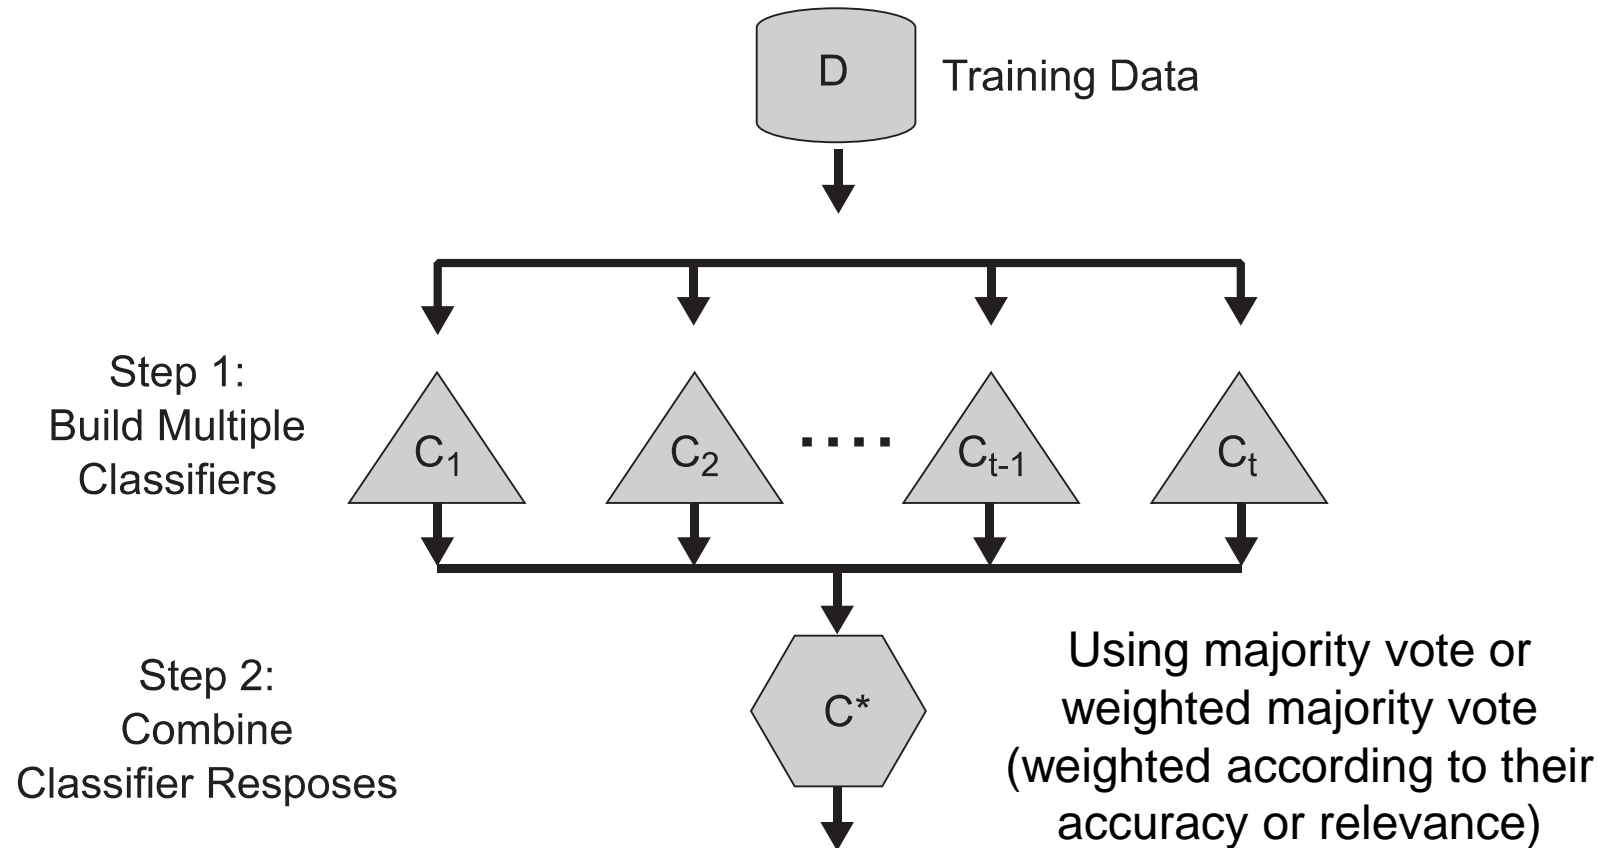 D
Training Data
Step 1:
Build Multiple
Classifiers
C₁
C₂
....
Cₜ₋₁
Cₜ
Step 2:
Combine
Classifier Resposes
C*
Using majority vote or
weighted majority vote
(weighted according to their
accuracy or relevance)